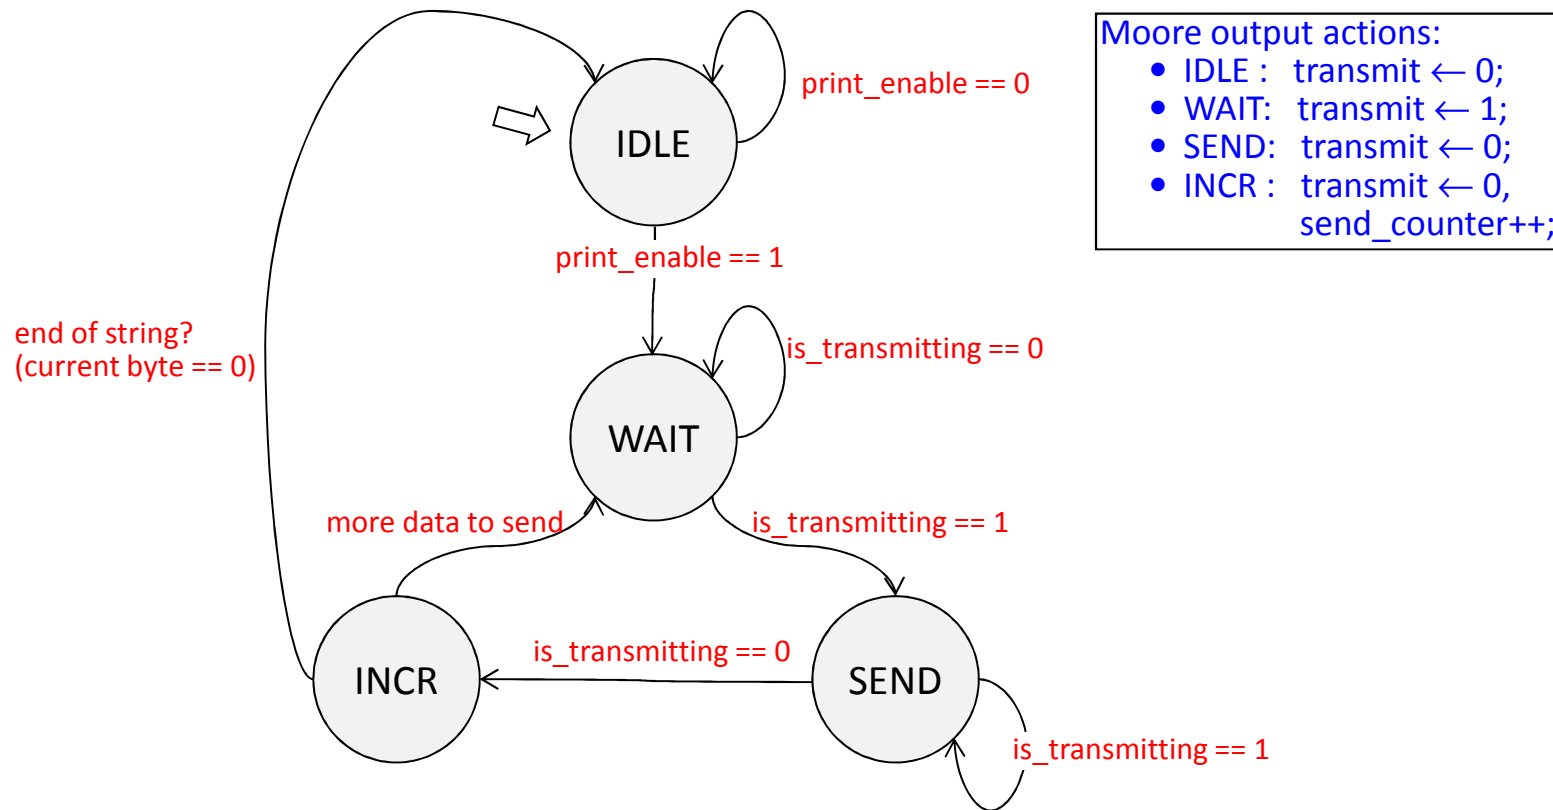 Moore output actions:
• IDLE : transmit ← 0;
• WAIT: transmit ← 1;
• SEND: transmit ← 0;
• INCR : transmit ← 0,
send_counter++;
print_enable == 0
IDLE
print_enable == 1
end of string?
(current byte == 0)
is_transmitting == 0
WAIT
more data to send
is_transmitting == 1
is_transmitting == 0
INCR
SEND
is_transmitting == 1